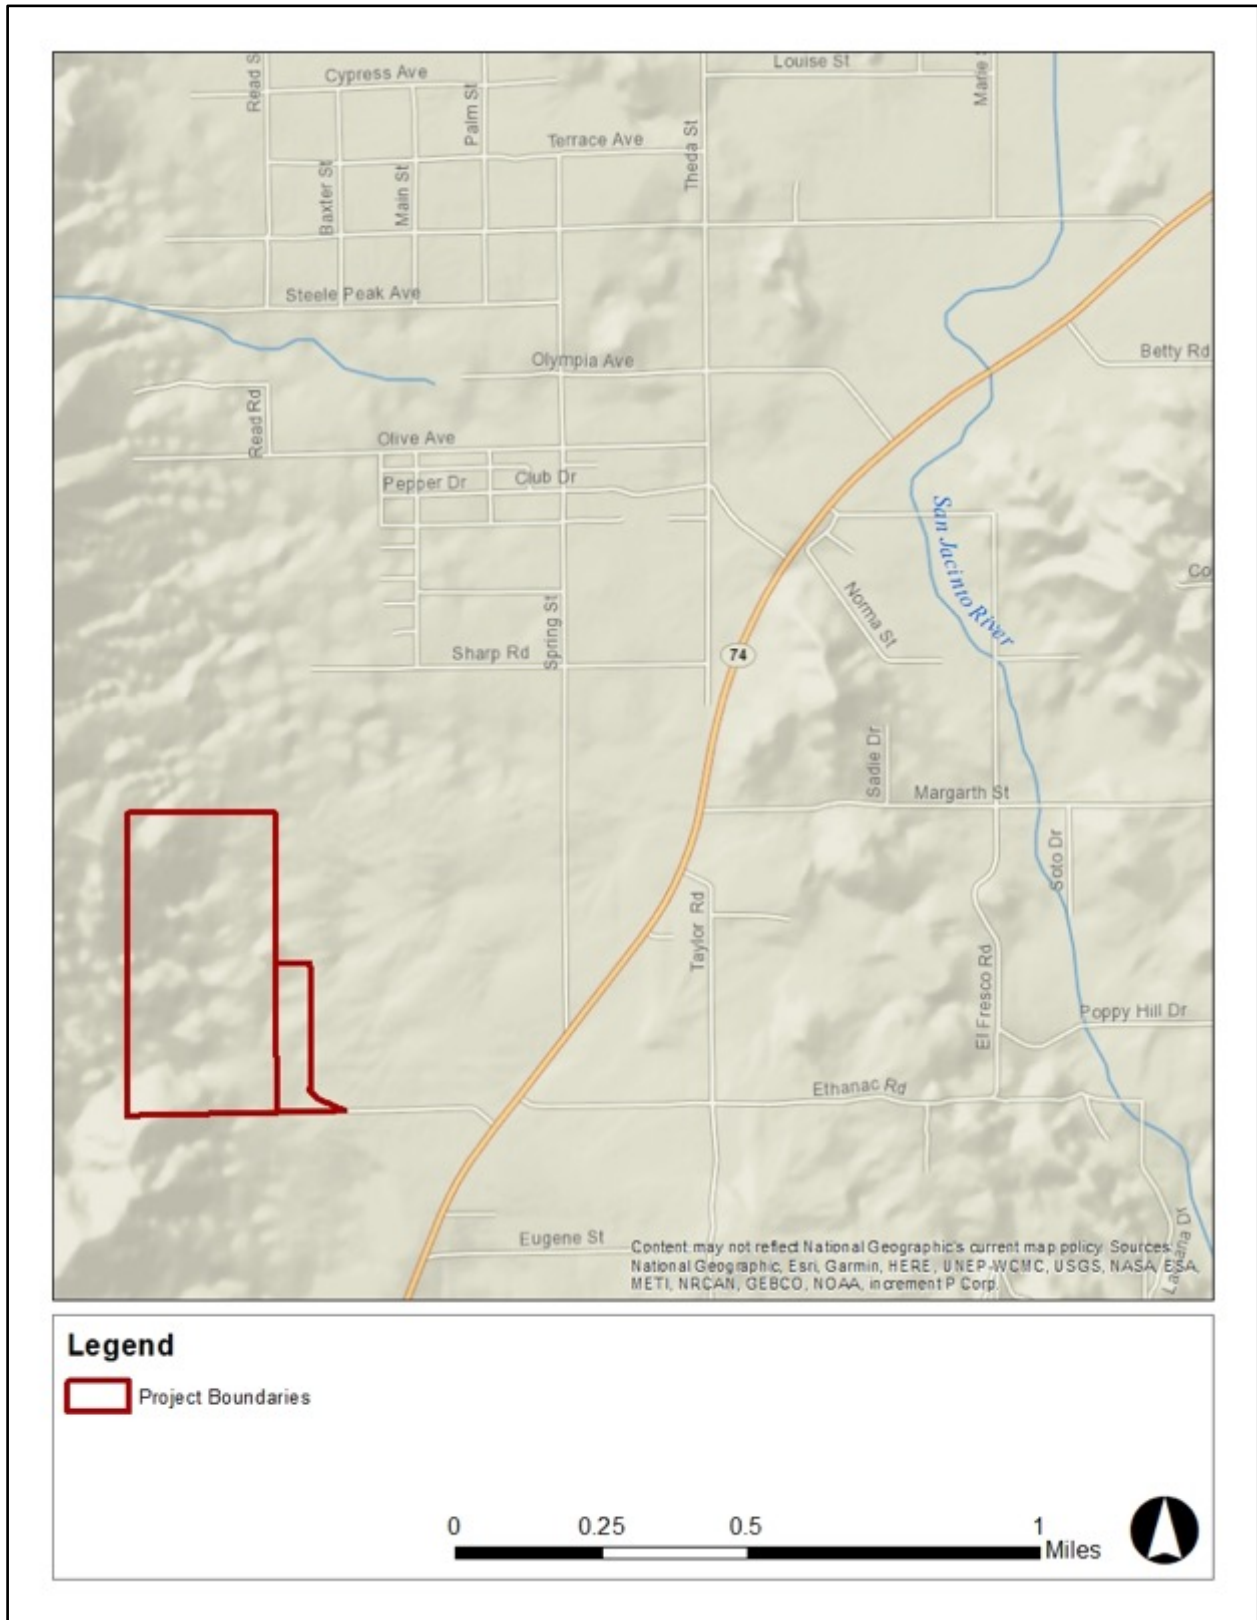 Louise St
Read S
Cypress Ave
Marie S
Palm St
Terrace Ave
Theda St
Baxter St
Main St
Steele Peak Ave
Betty Rd
Olympia Ave
Read Rd
Olive Ave
Pepper Dr
Club Dr
San Jacinto River
Co
Norma St
Spring St
Sharp Rd
74
Sadie Dr
Margarth St
Soto Dr
Taylor Rd
El Fresco Rd
Poppy Hill Dr
Ethanac Rd
Eugene St
Content may not reflect National Geographic's current map policy. Sources:
National Geographic, Esri, Garmin, HERE, UNEP-WCMC, USGS, NASA, ESA,
METI, NRCAN, GEBCO, NOAA, increment P Corp.
Legend
Project Boundaries
0 0.25 0.5 1
Miles